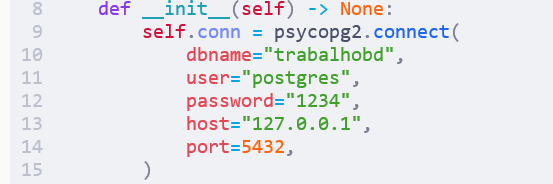 8 def __init__(self) -> None:
9 self.conn = psycopg2.connect(
10 dbname="trabalhobd",
11 user="postgres",
12 password="1234",
13 host="127.0.0.1",
14 port=5432,
15 )